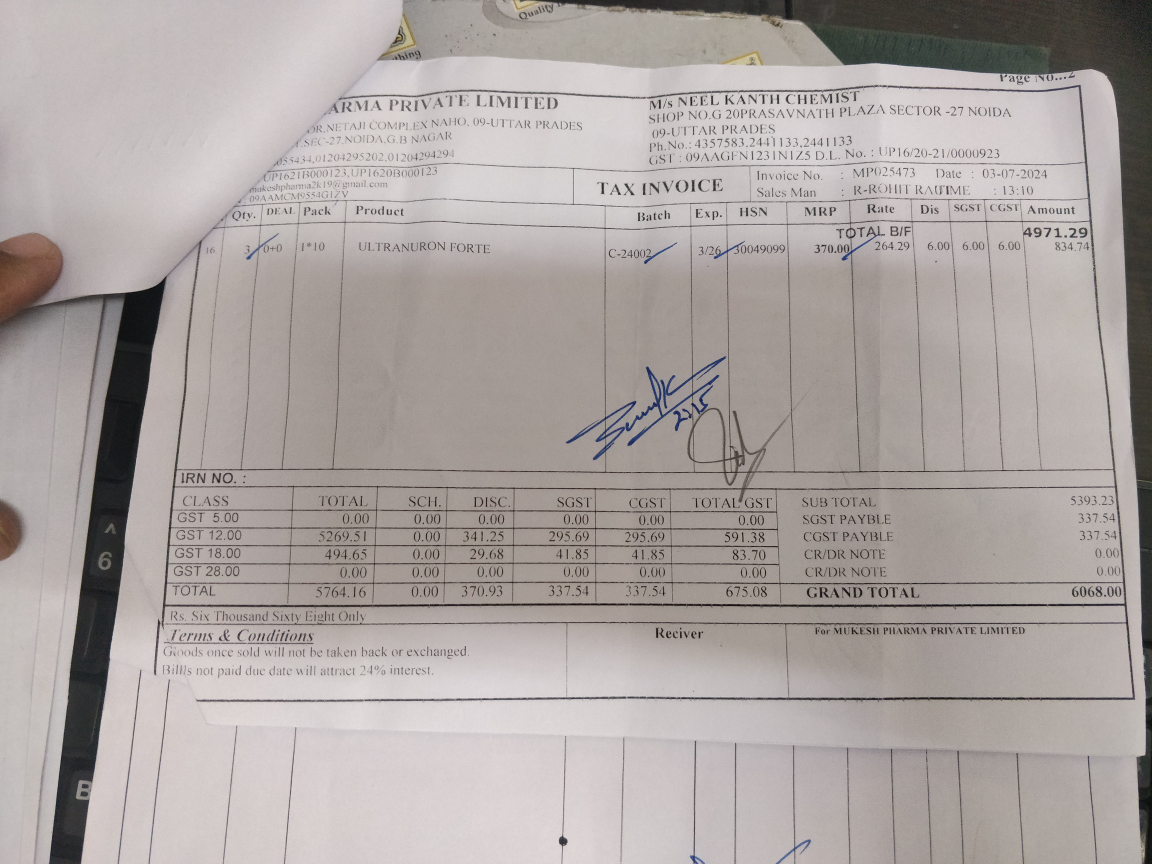 Quality
thing
Page No...2
ARMA PRIVATE LIMITED
OR,NETAJI COMPLEX NAHO, 09-UTTAR PRADES
SEC-27,NOIDA,G.B NAGAR
055434,01204295202,01204294294
UP1621B000123,UP1620B000123
mukeshpharma2k19@gmail.com
09AAMCM9554G1ZV
M/s NEEL KANTH CHEMIST
SHOP NO.G 20PRASAVNATH PLAZA SECTOR -27 NOIDA
09-UTTAR PRADES
Ph.No.: 4357583,2441133,2441133
GST : 09AAGFN1231N1Z5 D.L. No. : UP16/20-21/0000923
TAX INVOICE
Invoice No. : MP025473 Date : 03-07-2024
Sales Man : R-ROHIT RAUTIME : 13:10
Qty. DEAL Pack Product Batch Exp. HSN MRP Rate Dis SGST CGST Amount
TOTAL B/F 4971.29
16 3 0+0 1*10 ULTRANURON FORTE C-24002 3/26 30049099 370.00 264.29 6.00 6.00 6.00 834.74
IRN NO. :
CLASS TOTAL SCH. DISC. SGST CGST TOTAL GST
GST 5.00 0.00 0.00 0.00 0.00 0.00 0.00
GST 12.00 5269.51 0.00 341.25 295.69 295.69 591.38
GST 18.00 494.65 0.00 29.68 41.85 41.85 83.70
GST 28.00 0.00 0.00 0.00 0.00 0.00 0.00
TOTAL 5764.16 0.00 370.93 337.54 337.54 675.08
SUB TOTAL 5393.23
SGST PAYBLE 337.54
CGST PAYBLE 337.54
CR/DR NOTE 0.00
CR/DR NOTE 0.00
GRAND TOTAL 6068.00
Rs. Six Thousand Sixty Eight Only
Terms & Conditions
Goods once sold will not be taken back or exchanged.
Billls not paid due date will attract 24% interest.
Reciver
For MUKESH PHARMA PRIVATE LIMITED
^
6
B